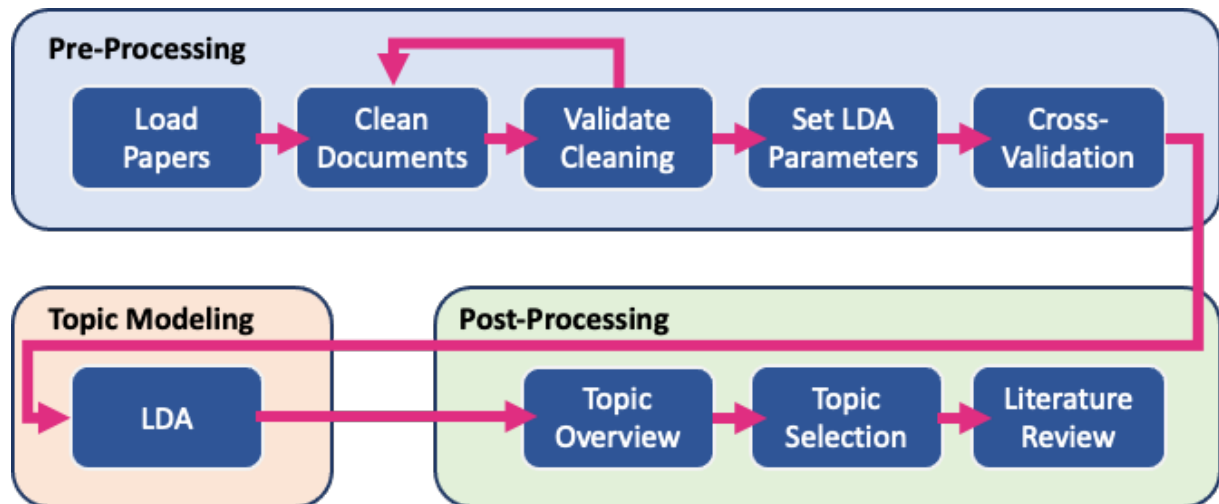 Pre-Processing
Load
Papers
Clean
Documents
Validate
Cleaning
Set LDA
Parameters
Cross-
Validation
Topic Modeling
LDA
Post-Processing
Topic
Overview
Topic
Selection
Literature
Review